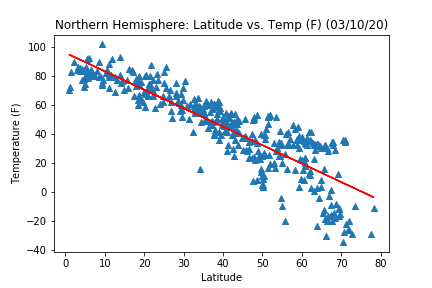 Northern Hemisphere: Latitude vs. Temp (F) (03/10/20)
100
80
60
40
20
0
−20
−40
Temperature (F)
0 10 20 30 40 50 60 70 80
Latitude